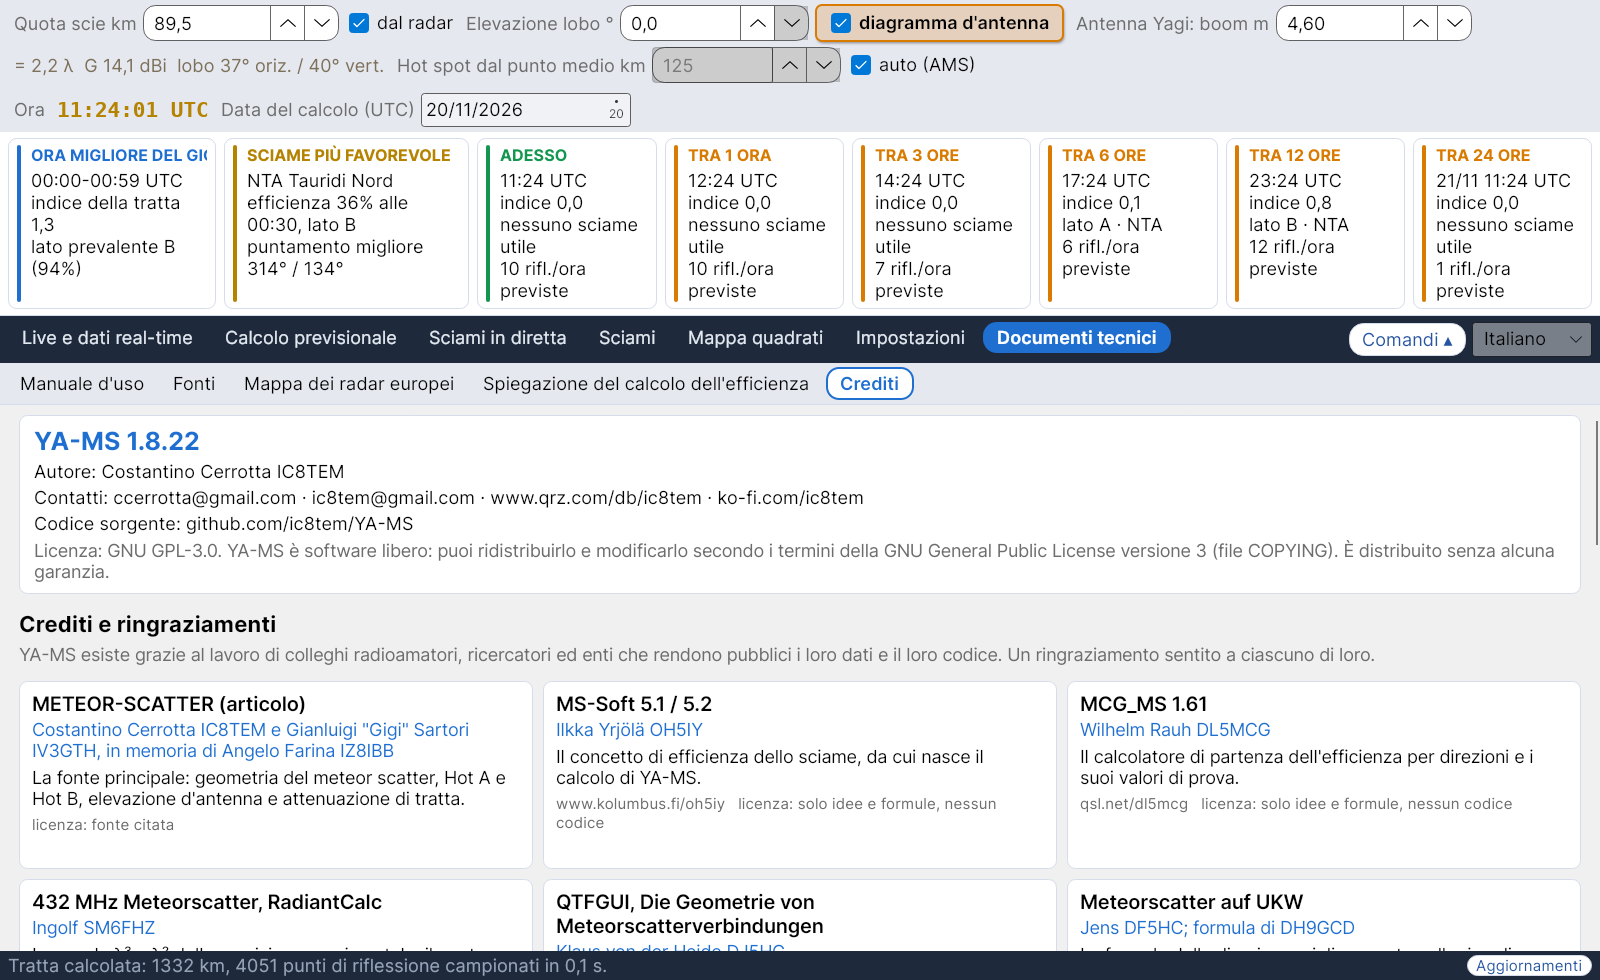 Quota scie km 89,5 dal radar Elevazione lobo ° 0,0 diagramma d'antenna Antenna Yagi: boom m 4,60
= 2,2 λ G 14,1 dBi lobo 37° oriz. / 40° vert. Hot spot dal punto medio km 125 auto (AMS)
Ora 11:24:01 UTC Data del calcolo (UTC) 20/11/2026 20
ORA MIGLIORE DEL GI
00:00-00:59 UTC
indice della tratta
1,3
lato prevalente B
(94%)
SCIAME PIÙ FAVOREVOLE
NTA Tauridi Nord
efficienza 36% alle
00:30, lato B
puntamento migliore
314° / 134°
ADESSO
11:24 UTC
indice 0,0
nessuno sciame
utile
10 rifl./ora
previste
TRA 1 ORA
12:24 UTC
indice 0,0
nessuno sciame
utile
10 rifl./ora
previste
TRA 3 ORE
14:24 UTC
indice 0,0
nessuno sciame
utile
7 rifl./ora
previste
TRA 6 ORE
17:24 UTC
indice 0,1
lato A · NTA
6 rifl./ora
previste
TRA 12 ORE
23:24 UTC
indice 0,8
lato B · NTA
12 rifl./ora
previste
TRA 24 ORE
21/11 11:24 UTC
indice 0,0
nessuno sciame
utile
1 rifl./ora
previste
Live e dati real-time Calcolo previsionale Sciami in diretta Sciami Mappa quadrati Impostazioni Documenti tecnici Comandi ▴ Italiano
Manuale d'uso Fonti Mappa dei radar europei Spiegazione del calcolo dell'efficienza Crediti
YA-MS 1.8.22
Autore: Costantino Cerrotta IC8TEM
Contatti: ccerrotta@gmail.com · ic8tem@gmail.com · www.qrz.com/db/ic8tem · ko-fi.com/ic8tem
Codice sorgente: github.com/ic8tem/YA-MS
Licenza: GNU GPL-3.0. YA-MS è software libero: puoi ridistribuirlo e modificarlo secondo i termini della GNU General Public License versione 3 (file COPYING). È distribuito senza alcuna
garanzia.
Crediti e ringraziamenti
YA-MS esiste grazie al lavoro di colleghi radioamatori, ricercatori ed enti che rendono pubblici i loro dati e il loro codice. Un ringraziamento sentito a ciascuno di loro.
METEOR-SCATTER (articolo)
Costantino Cerrotta IC8TEM e Gianluigi "Gigi" Sartori
IV3GTH, in memoria di Angelo Farina IZ8IBB
La fonte principale: geometria del meteor scatter, Hot A e
Hot B, elevazione d'antenna e attenuazione di tratta.
licenza: fonte citata
MS-Soft 5.1 / 5.2
Ilkka Yrjölä OH5IY
Il concetto di efficienza dello sciame, da cui nasce il
calcolo di YA-MS.
www.kolumbus.fi/oh5iy licenza: solo idee e formule, nessun
codice
MCG_MS 1.61
Wilhelm Rauh DL5MCG
Il calcolatore di partenza dell'efficienza per direzioni e i
suoi valori di prova.
qsl.net/dl5mcg licenza: solo idee e formule, nessun codice
432 MHz Meteorscatter, RadiantCalc
Ingolf SM6FHZ
QTFGUI, Die Geometrie von
Meteorscatterverbindungen
Klaus von der Heide DJ5HG
Meteorscatter auf UKW
Jens DF5HC; formula di DH9GCD
Tratta calcolata: 1332 km, 4051 punti di riflessione campionati in 0,1 s.
Aggiornamenti